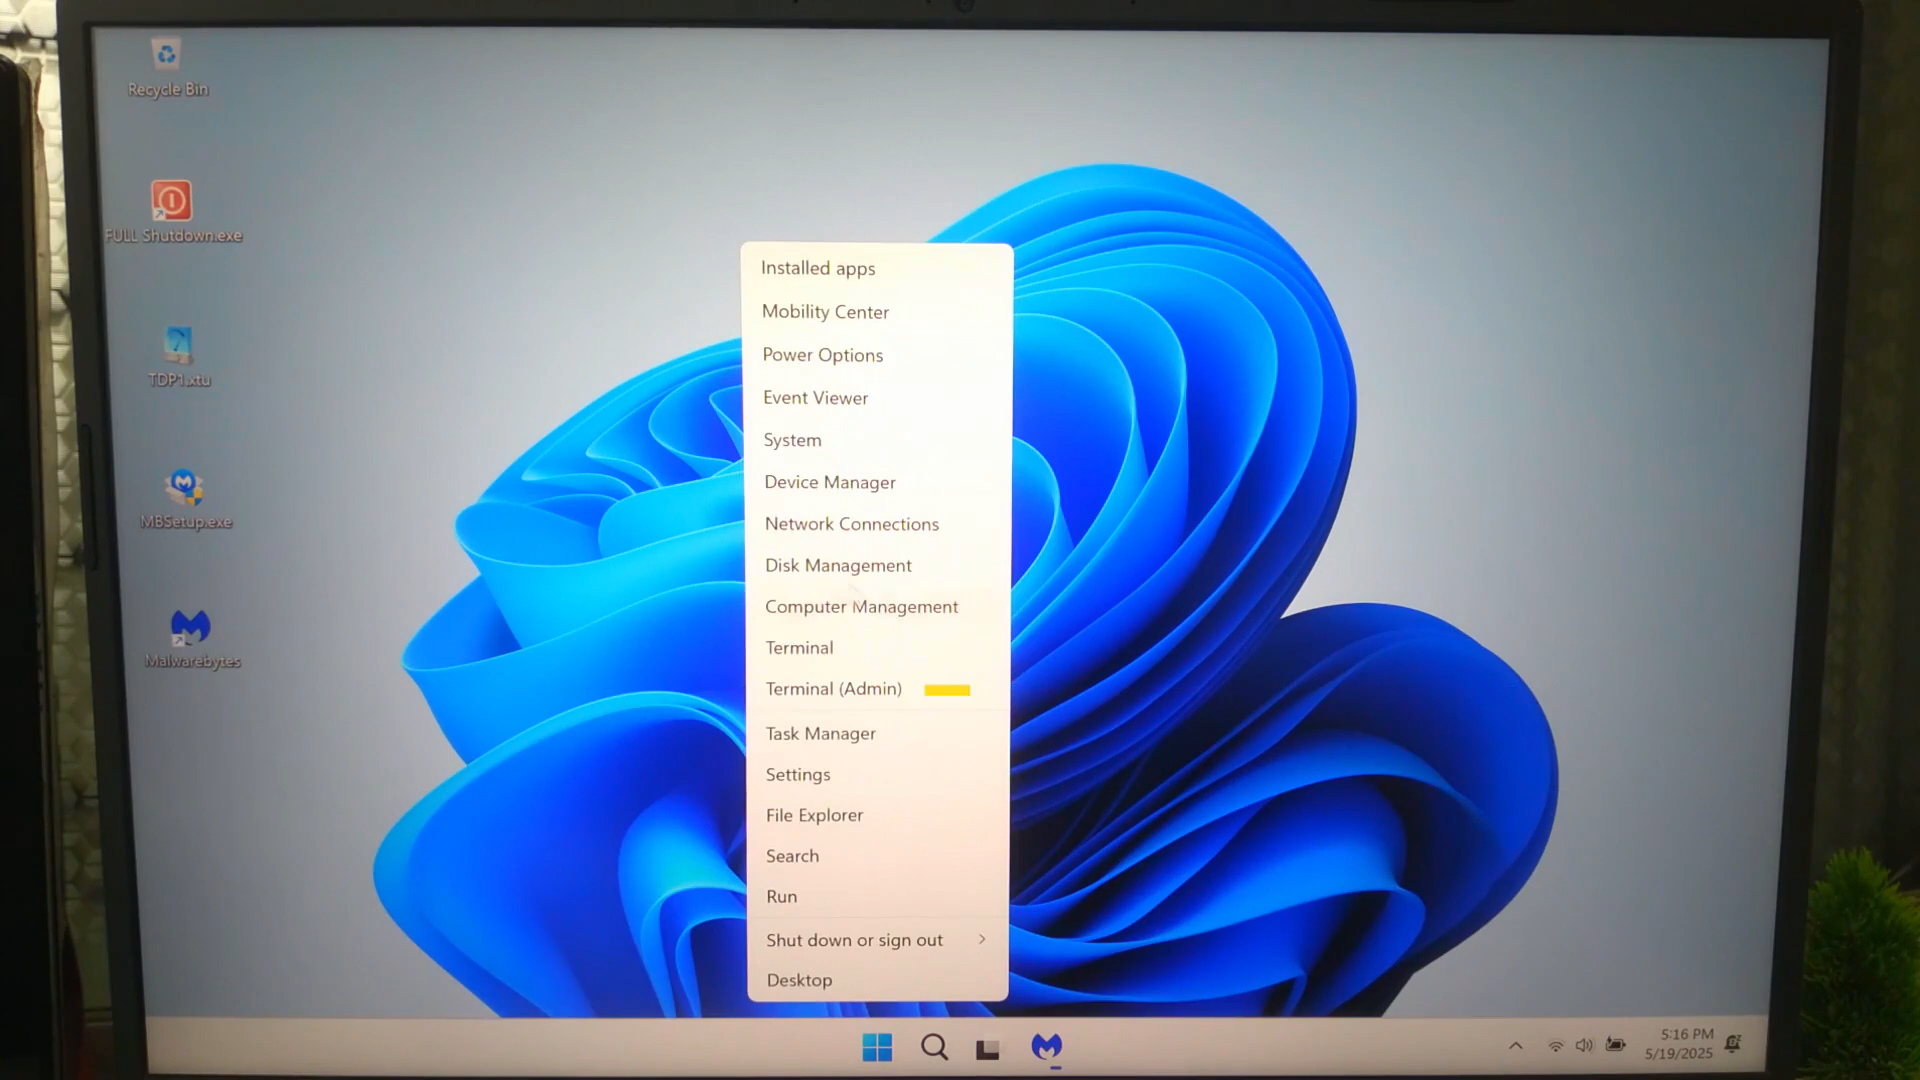 Recycle Bin
FULL Shutdown.exe
TDP1.xtu
MBSetup.exe
Malwarebytes
Installed apps
Mobility Center
Power Options
Event Viewer
System
Device Manager
Network Connections
Disk Management
Computer Management
Terminal
Terminal (Admin)
Task Manager
Settings
File Explorer
Search
Run
Shut down or sign out
Desktop
5:16 PM
5/19/2025